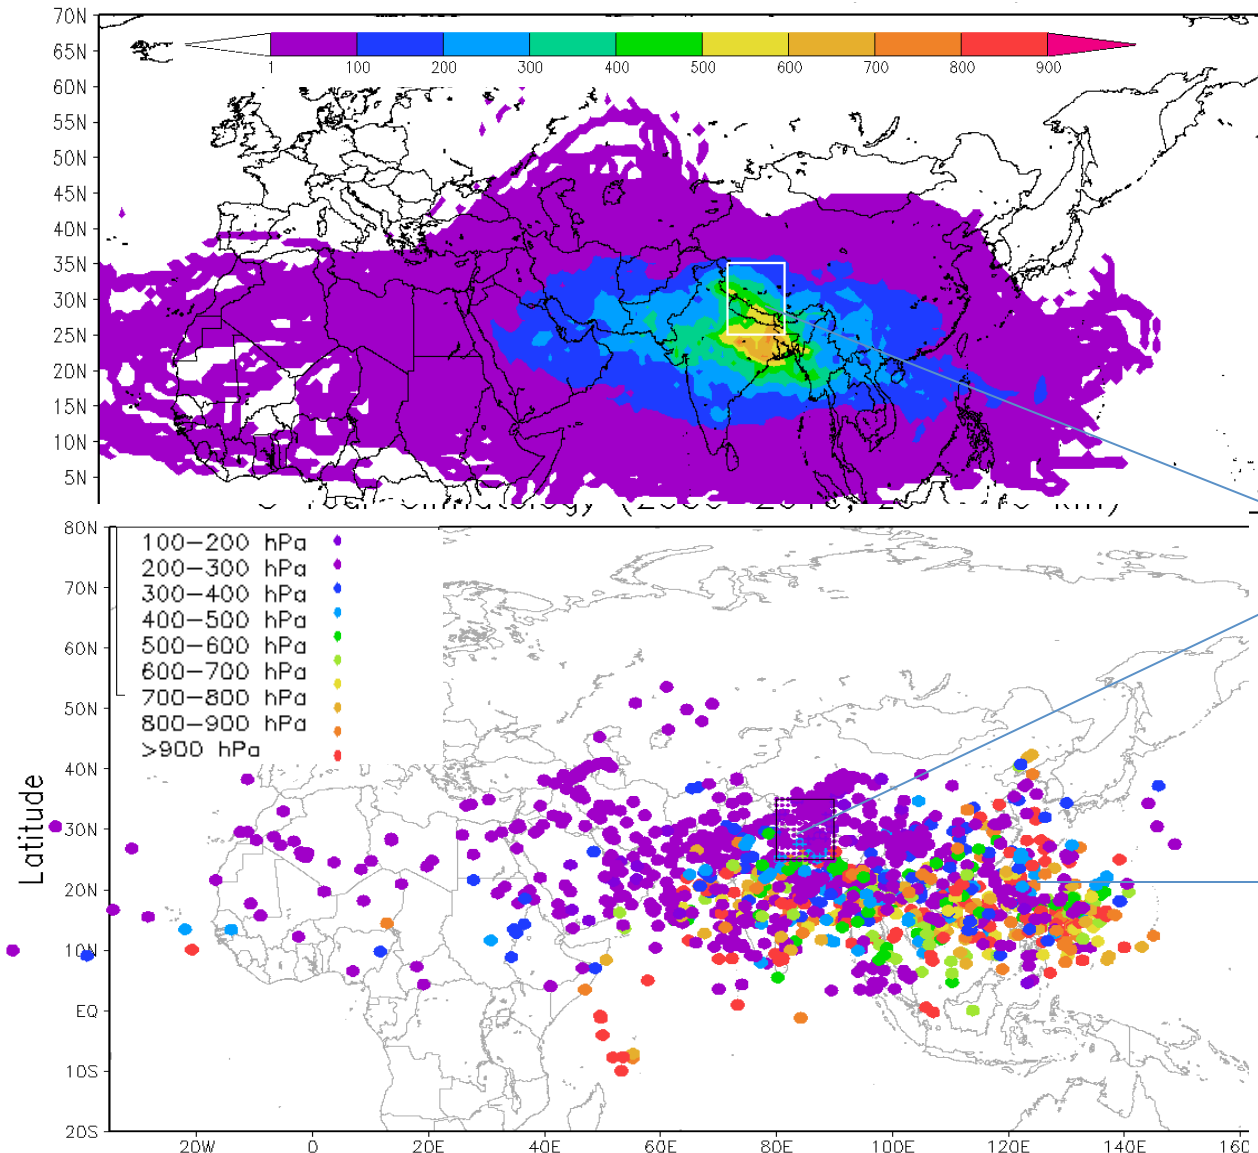 70N
65N
1 100 200 300 400 500 600 700 800 900
60N
55N
50N
45N
40N
35N
30N
25N
20N
15N
10N
5N
80N
100-200 hPa
200-300 hPa
70N
300-400 hPa
400-500 hPa
500-600 hPa
60N
600-700 hPa
700-800 hPa
50N
800-900 hPa
>900 hPa
40N
30N
Latitude
20N
10N
EQ
10S
20S
20W 0 20E 40E 60E 80E 100E 120E 140E